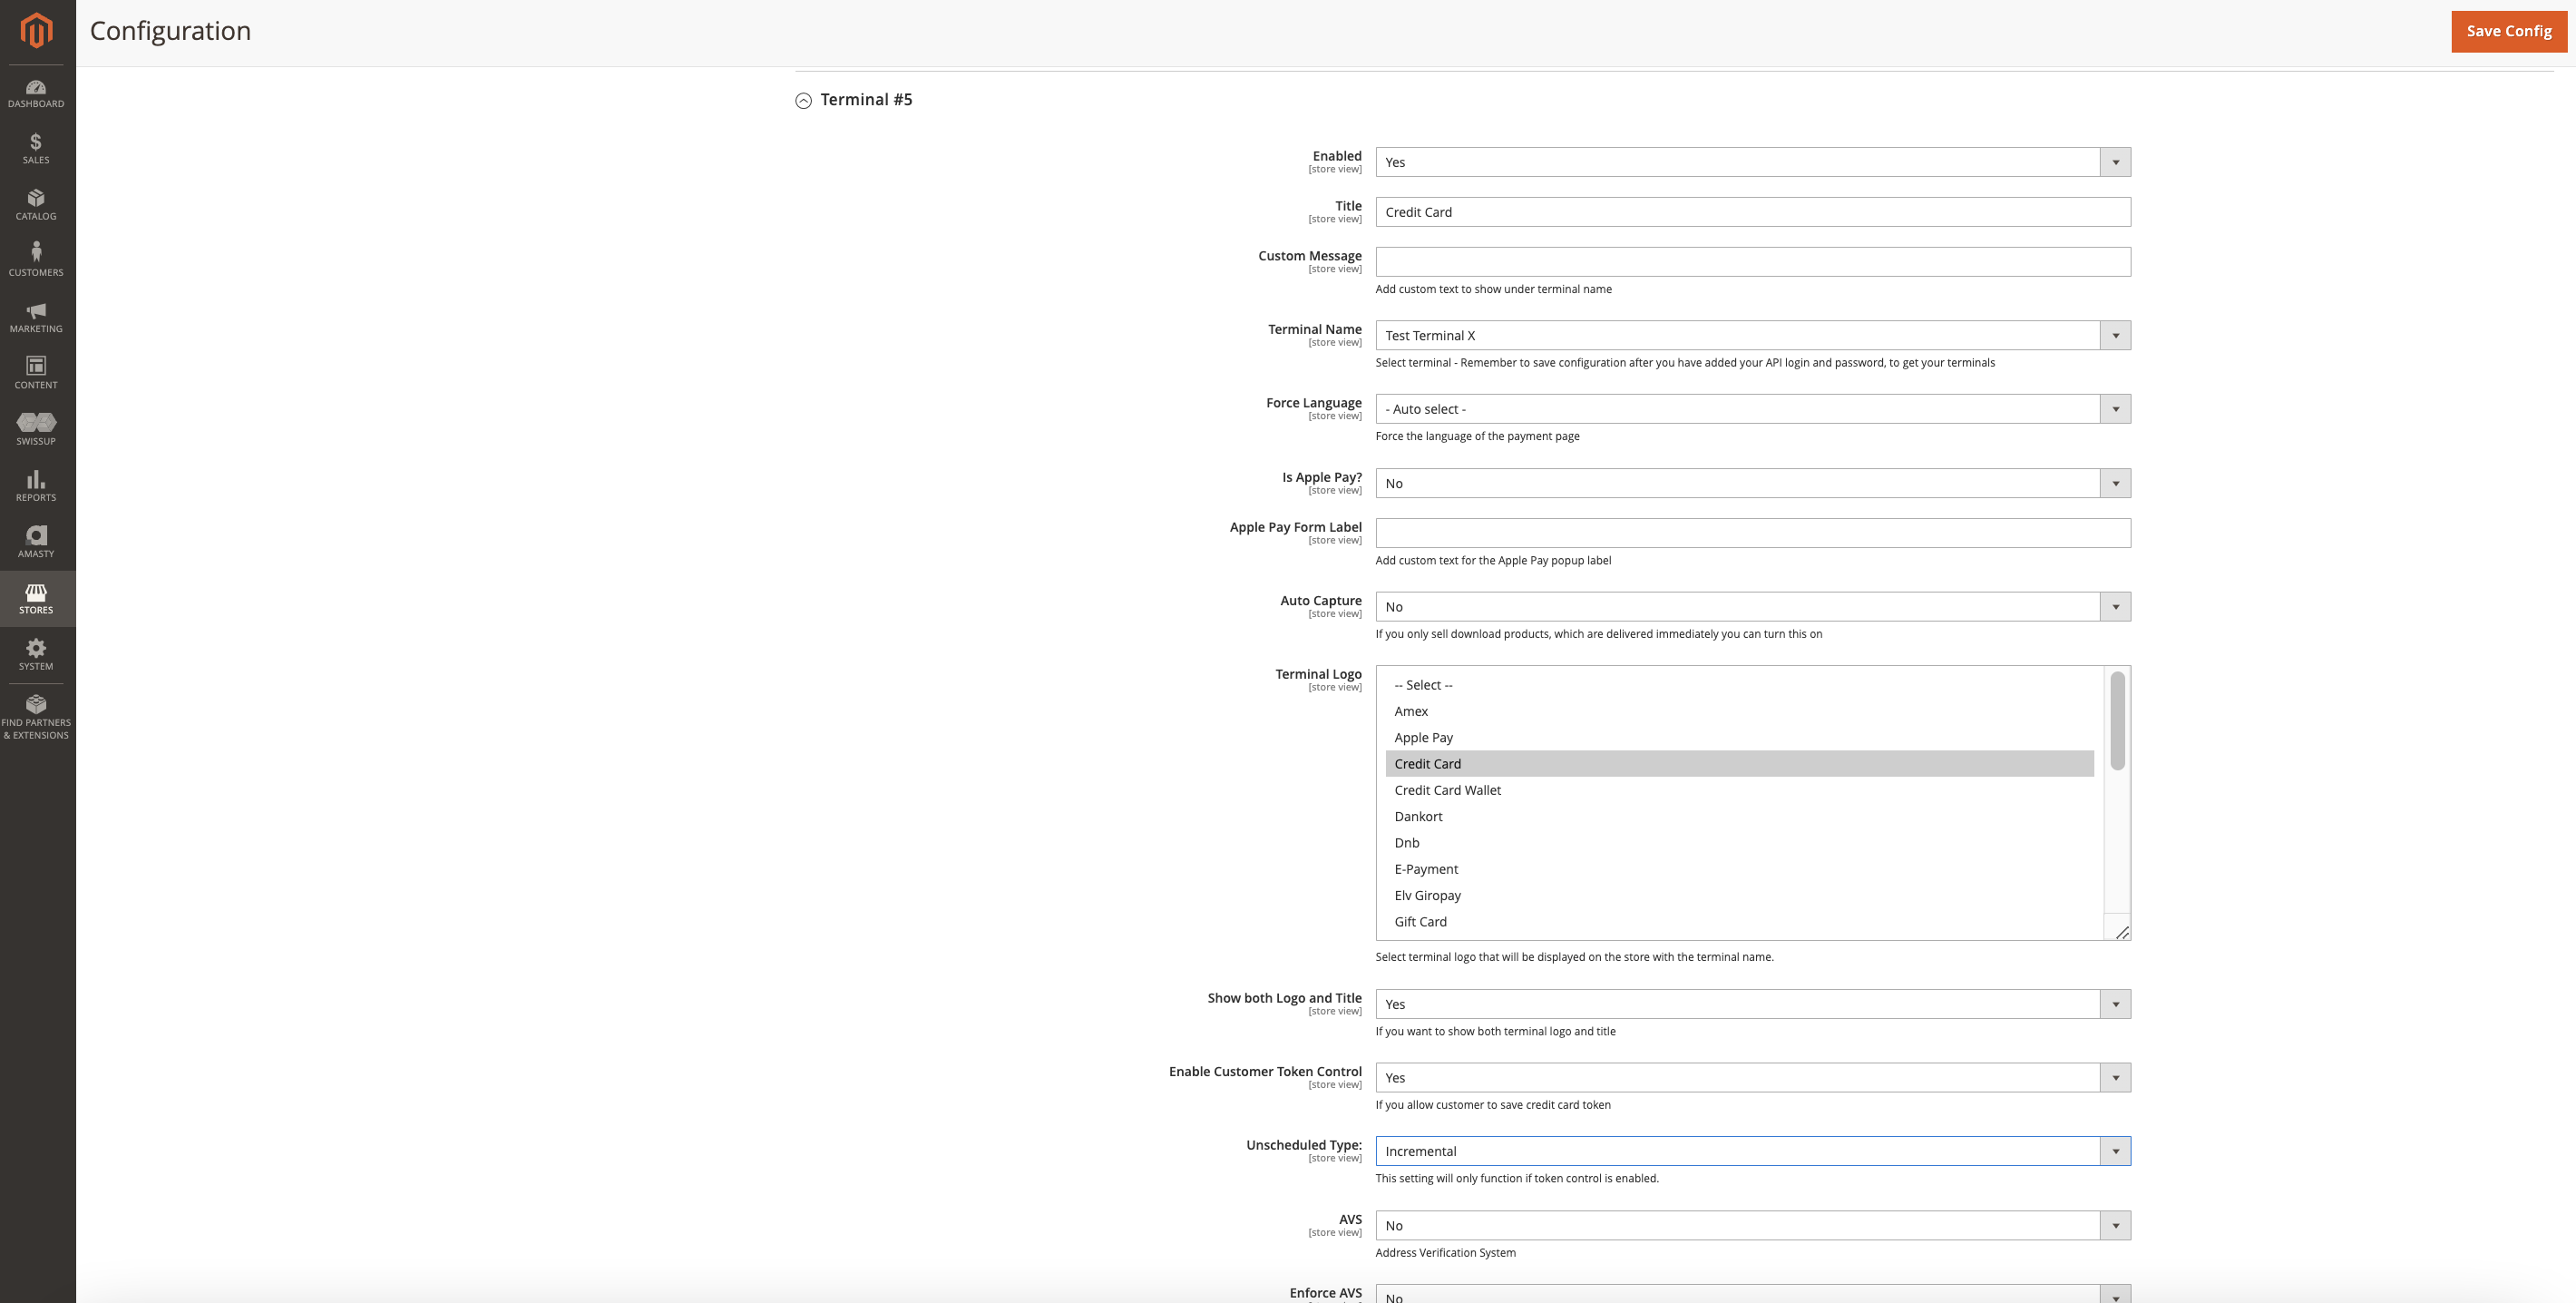 Configuration
Save Config
DASHBOARD
SALES
CATALOG
CUSTOMERS
MARKETING
CONTENT
SWISSUP
REPORTS
AMASTY
STORES
SYSTEM
FIND PARTNERS
& EXTENSIONS
Terminal #5
Enabled
[store view]
Yes
Title
[store view]
Credit Card
Custom Message
[store view]
Add custom text to show under terminal name
Terminal Name
[store view]
Test Terminal X
Select terminal - Remember to save configuration after you have added your API login and password, to get your terminals
Force Language
[store view]
- Auto select -
Force the language of the payment page
Is Apple Pay?
[store view]
No
Apple Pay Form Label
[store view]
Add custom text for the Apple Pay popup label
Auto Capture
[store view]
No
If you only sell download products, which are delivered immediately you can turn this on
Terminal Logo
[store view]
-- Select --
Amex
Apple Pay
Credit Card
Credit Card Wallet
Dankort
Dnb
E-Payment
Elv Giropay
Gift Card
Select terminal logo that will be displayed on the store with the terminal name.
Show both Logo and Title
[store view]
Yes
If you want to show both terminal logo and title
Enable Customer Token Control
[store view]
Yes
If you allow customer to save credit card token
Unscheduled Type:
[store view]
Incremental
This setting will only function if token control is enabled.
AVS
[store view]
No
Address Verification System
Enforce AVS
No